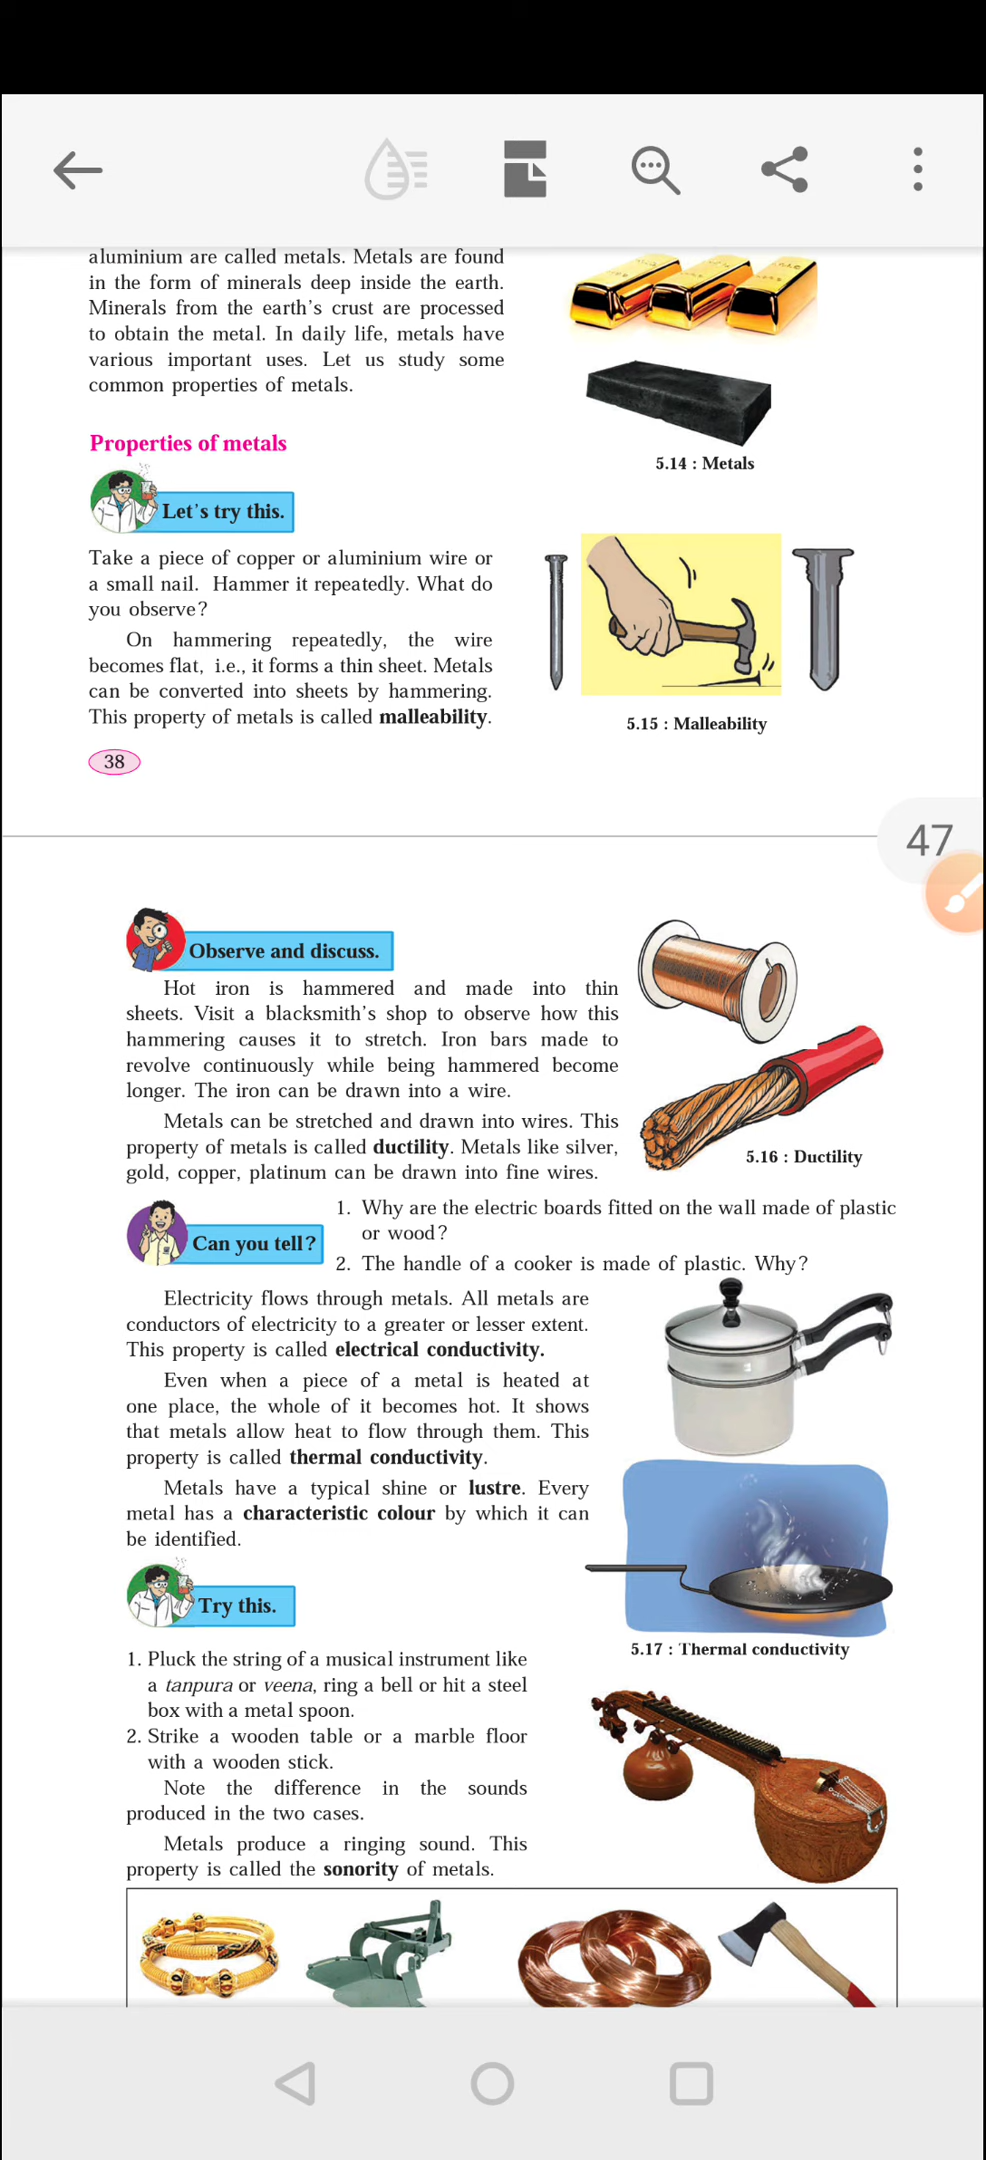 aluminium are called metals. Metals are found
in the form of minerals deep inside the earth.
Minerals from the earth's crust are processed
to obtain the metal. In daily life, metals have
various important uses. Let us study some
common properties of metals.
5.14 : Metals
Properties of metals
Let's try this.
Take a piece of copper or aluminium wire or
a small nail. Hammer it repeatedly. What do
you observe?
On hammering repeatedly, the wire
becomes flat, i.e., it forms a thin sheet. Metals
can be converted into sheets by hammering.
This property of metals is called malleability.
5.15 : Malleability
38
47
Observe and discuss.
Hot iron is hammered and made into thin
sheets. Visit a blacksmith's shop to observe how this
hammering causes it to stretch. Iron bars made to
revolve continuously while being hammered become
longer. The iron can be drawn into a wire.
Metals can be stretched and drawn into wires. This
property of metals is called ductility. Metals like silver,
gold, copper, platinum can be drawn into fine wires.
5.16 : Ductility
Can you tell?
1. Why are the electric boards fitted on the wall made of plastic
or wood?
2. The handle of a cooker is made of plastic. Why?
Electricity flows through metals. All metals are
conductors of electricity to a greater or lesser extent.
This property is called electrical conductivity.
Even when a piece of a metal is heated at
one place, the whole of it becomes hot. It shows
that metals allow heat to flow through them. This
property is called thermal conductivity.
Metals have a typical shine or lustre. Every
metal has a characteristic colour by which it can
be identified.
5.17 : Thermal conductivity
Try this.
1. Pluck the string of a musical instrument like
a tanpura or veena, ring a bell or hit a steel
box with a metal spoon.
2. Strike a wooden table or a marble floor
with a wooden stick.
Note the difference in the sounds
produced in the two cases.
Metals produce a ringing sound. This
property is called the sonority of metals.